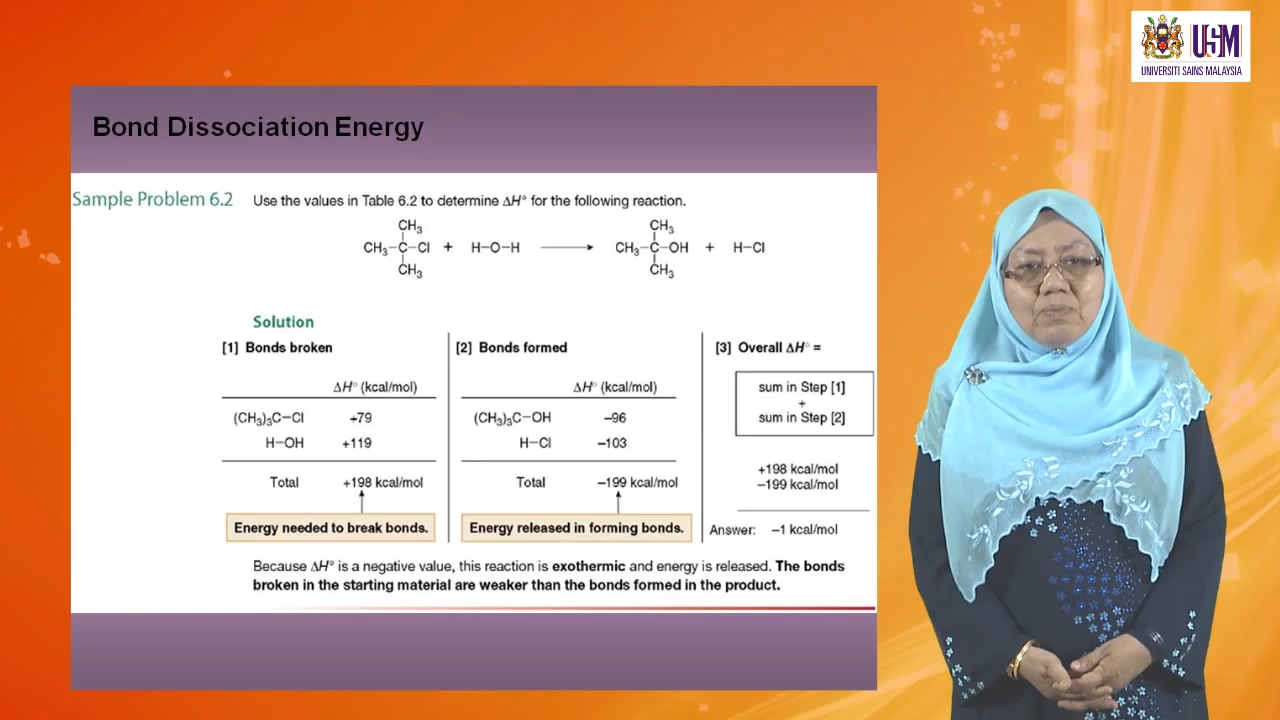 USM
UNIVERSITI SAINS MALAYSIA
Bond Dissociation Energy
Sample Problem 6.2
Use the values in Table 6.2 to determine ΔH° for the following reaction.
CH₃ CH₃
CH₃–C–Cl + H–O–H ⟶ CH₃–C–OH + H–Cl
CH₃ CH₃
Solution
[1] Bonds broken
ΔH° (kcal/mol)
(CH₃)₃C–Cl +79
H–OH +119
Total +198 kcal/mol
Energy needed to break bonds.
[2] Bonds formed
ΔH° (kcal/mol)
(CH₃)₃C–OH –96
H–Cl –103
Total –199 kcal/mol
Energy released in forming bonds.
[3] Overall ΔH° =
sum in Step [1]
+
sum in Step [2]
+198 kcal/mol
–199 kcal/mol
Answer: –1 kcal/mol
Because ΔH° is a negative value, this reaction is exothermic and energy is released. The bonds
broken in the starting material are weaker than the bonds formed in the product.